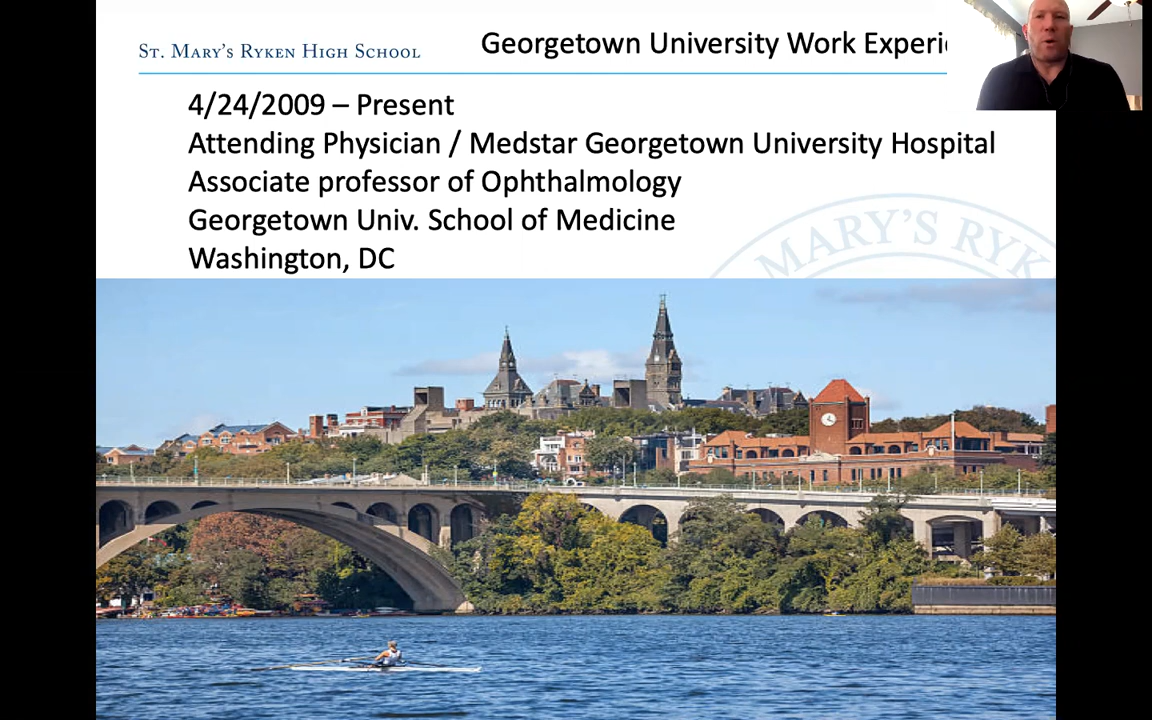 St. Mary's Ryken High School
Georgetown University Work
4/24/2009 – Present
Attending Physician / Medstar Georgetown University Hospital
Associate professor of Ophthalmology
Georgetown Univ. School of Medicine
Washington, DC
MARY'S